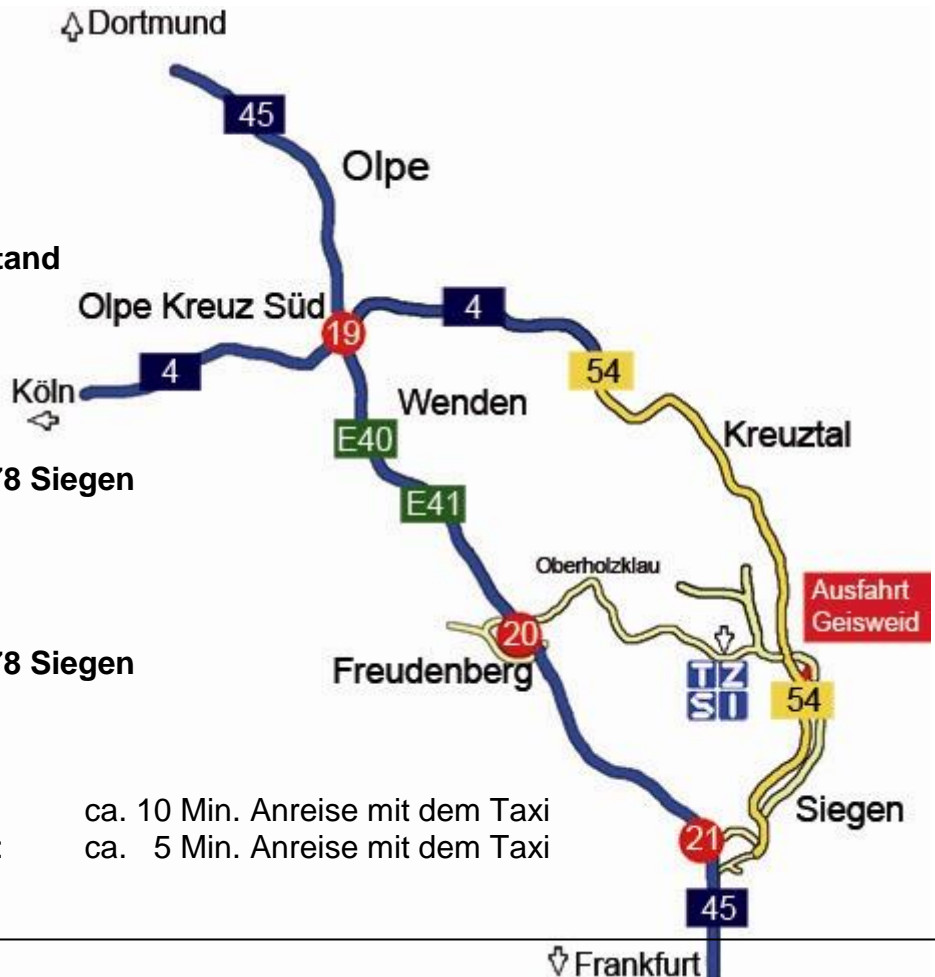 Dortmund
45
Olpe
tand
Olpe Kreuz Süd
19
4
54
4
Köln
Wenden
Kreuztal
E40
78 Siegen
E41
Oberholzklau
Ausfahrt
Geisweid
20
Freudenberg
78 Siegen
TZ
SI
54
ca. 10 Min. Anreise mit dem Taxi
Siegen
: ca. 5 Min. Anreise mit dem Taxi
21
45
Frankfurt